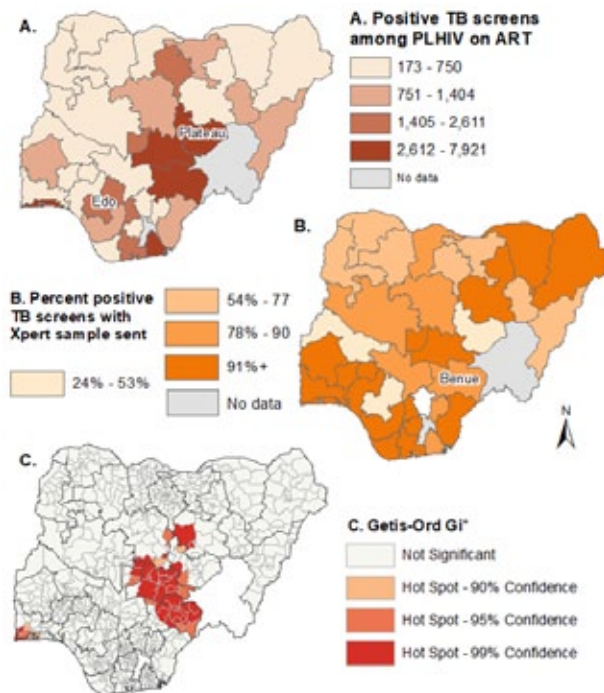 A.
A. Positive TB screens
among PLHIV on ART
173 - 750
751 - 1,404
1,405 - 2,611
2,612 - 7,921
No data
Plateau
Edo
B.
B. Percent positive
TB screens with
Xpert sample sent
24% - 53%
54% - 77
78% - 90
91%+
No data
Benue
N
C.
C. Getis-Ord Gi*
Not Significant
Hot Spot - 90% Confidence
Hot Spot - 95% Confidence
Hot Spot - 99% Confidence